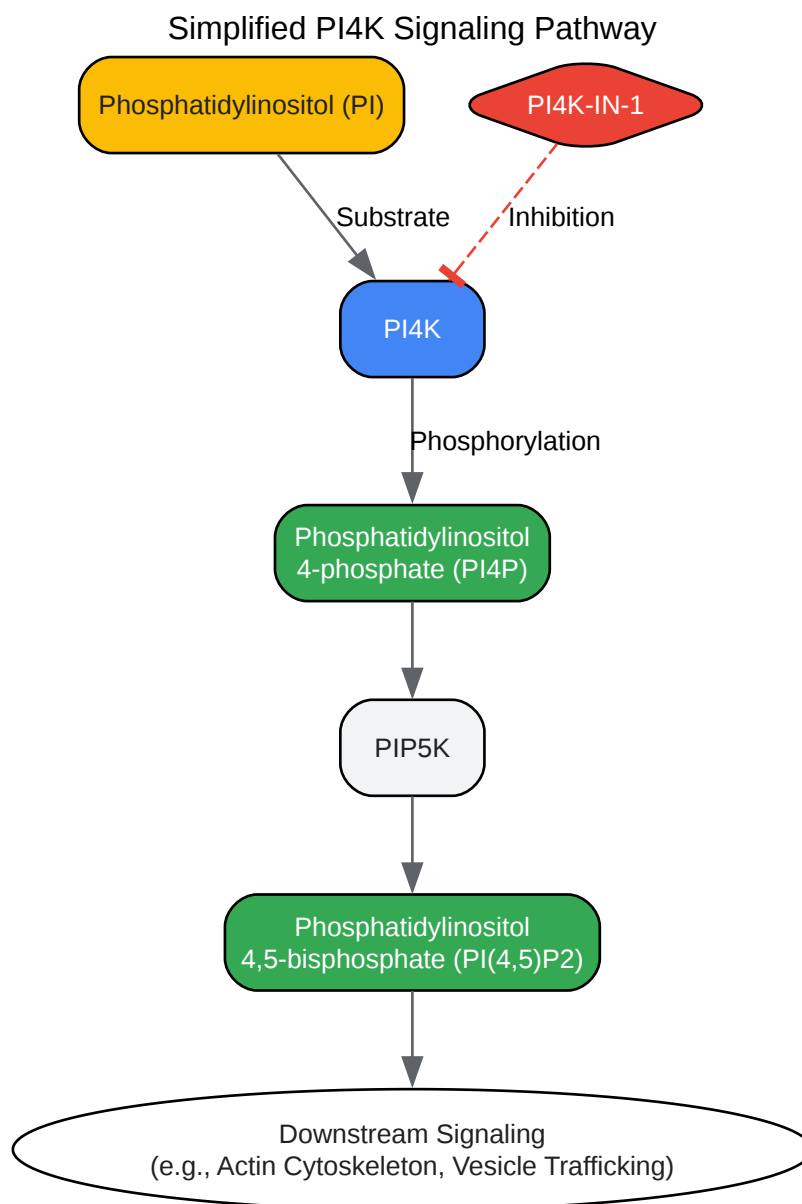 Simplified PI4K Signaling Pathway
Phosphatidylinositol (PI)
PI4K-IN-1
Substrate
Inhibition
PI4K
Phosphorylation
Phosphatidylinositol
4-phosphate (PI4P)
PIP5K
Phosphatidylinositol
4,5-bisphosphate (PI(4,5)P2)
Downstream Signaling
(e.g., Actin Cytoskeleton, Vesicle Trafficking)